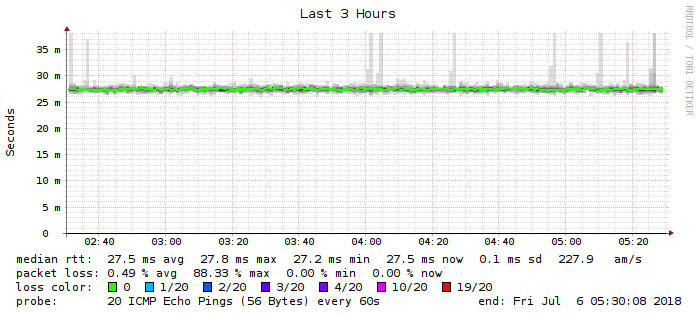 Last 3 Hours
RRDTOOL / TOBI OETIKER
Seconds
35 m
30 m
25 m
20 m
15 m
10 m
5 m
0
02:40 03:00 03:20 03:40 04:00 04:20 04:40 05:00 05:20
median rtt: 27.5 ms avg 27.8 ms max 27.2 ms min 27.5 ms now 0.1 ms sd 227.9 am/s
packet loss: 0.49 % avg 88.33 % max 0.00 % min 0.00 % now
loss color: 0 1/20 2/20 3/20 4/20 10/20 19/20
probe: 20 ICMP Echo Pings (56 Bytes) every 60s end: Fri Jul 6 05:30:08 2018